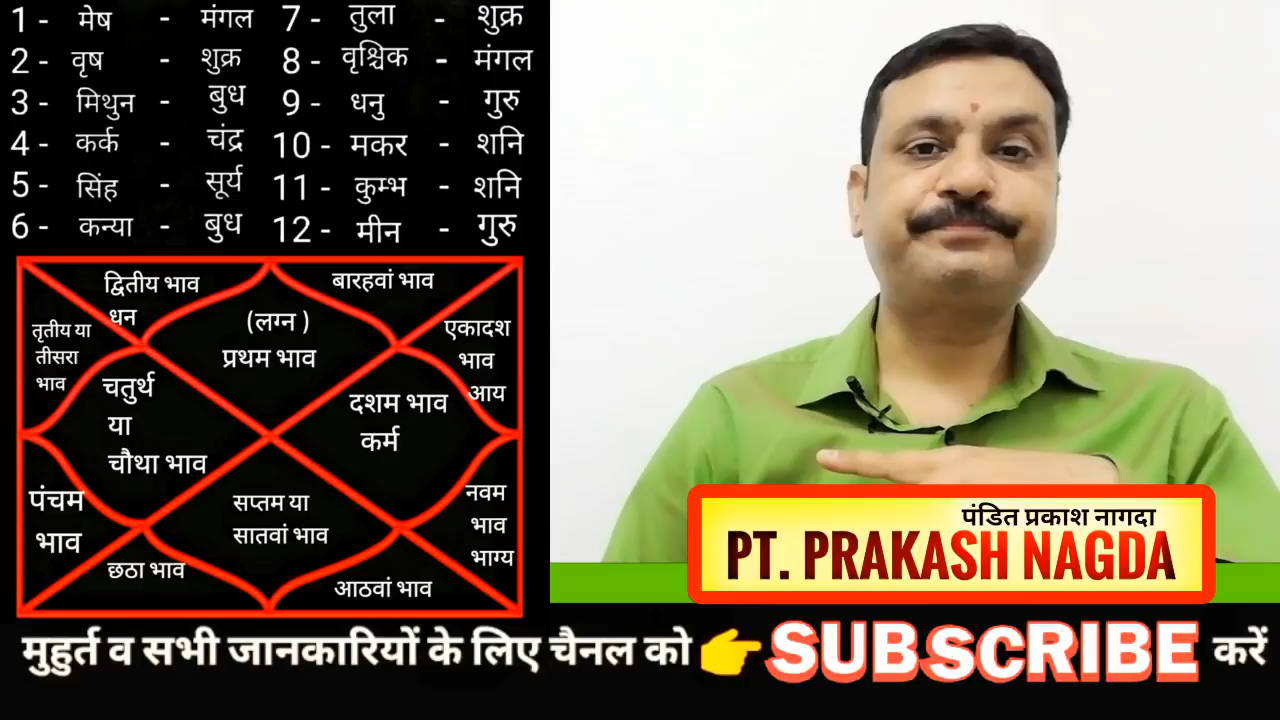 1 - मेष - मंगल 7 - तुला - शुक्र
2 - वृष - शुक्र 8 - वृश्चिक - मंगल
3 - मिथुन - बुध 9 - धनु - गुरु
4 - कर्क - चंद्र 10 - मकर - शनि
5 - सिंह - सूर्य 11 - कुम्भ - शनि
6 - कन्या - बुध 12 - मीन - गुरु
द्वितीय भाव
धन
बारहवां भाव
(लग्न )
प्रथम भाव
तृतीय या
तीसरा
भाव
एकादश
भाव
आय
चतुर्थ
या
चौथा भाव
दशम भाव
कर्म
पंचम
भाव
सप्तम या
सातवां भाव
नवम
भाव
भाग्य
छठा भाव
आठवां भाव
पंडित प्रकाश नागदा
PT. PRAKASH NAGDA
मुहुर्त व सभी जानकारियों के लिए चैनल को 👉 SUBSCRIBE करें